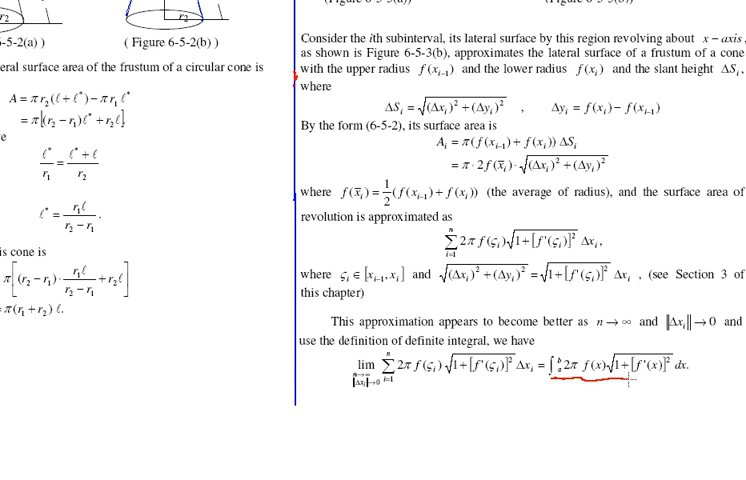 r₂
r₂
(Figure 6-5-2(b) )
6-5-2(a) )
surface area of the frustum of a circular cone is
A = π r₂(ℓ + ℓ*) − π r₁ ℓ*
= π[(r₂ − r₁)ℓ* + r₂ℓ]
ℓ*/r₁ = (ℓ* + ℓ)/r₂
ℓ* = r₁ℓ/(r₂ − r₁).
is cone is
π[(r₂ − r₁) · r₁ℓ/(r₂ − r₁) + r₂ℓ]
= π(r₁ + r₂) ℓ.
Consider the ith subinterval, its lateral surface by this region revolving about x − axis,
as shown is Figure 6-5-3(b), approximates the lateral surface of a frustum of a cone
with the upper radius f(xᵢ₋₁) and the lower radius f(xᵢ) and the slant height ΔSᵢ,
where
ΔSᵢ = √((Δxᵢ)² + (Δyᵢ)²) , Δyᵢ = f(xᵢ) − f(xᵢ₋₁)
By the form (6-5-2), its surface area is
Aᵢ = π(f(xᵢ₋₁) + f(xᵢ)) ΔSᵢ
= π · 2f(x̄ᵢ) · √((Δxᵢ)² + (Δyᵢ)²)
where f(x̄ᵢ) = 1/2 (f(xᵢ₋₁) + f(xᵢ)) (the average of radius), and the surface area of
revolution is approximated as
∑ⁿᵢ₌₁ 2π f(ςᵢ)√(1+[f'(ςᵢ)]²) Δxᵢ,
where ςᵢ ∈ [xᵢ₋₁, xᵢ] and √((Δxᵢ)² + (Δyᵢ)²) = √(1+[f'(ςᵢ)]²) Δxᵢ , (see Section 3 of
this chapter)
This approximation appears to become better as n → ∞ and ‖Δxᵢ‖ → 0 and
use the definition of definite integral, we have
lim n→∞ ‖Δxᵢ‖→0 ∑ⁿᵢ₌₁ 2π f(ςᵢ) √(1+[f'(ςᵢ)]²) Δxᵢ = ∫ₐᵇ 2π f(x)√(1+[f'(x)]²) dx.